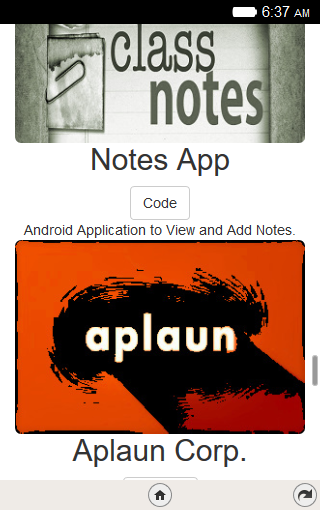 6:37 AM
class
notes
Notes App
Code
Android Application to View and Add Notes.
aplaun
Aplaun Corp.